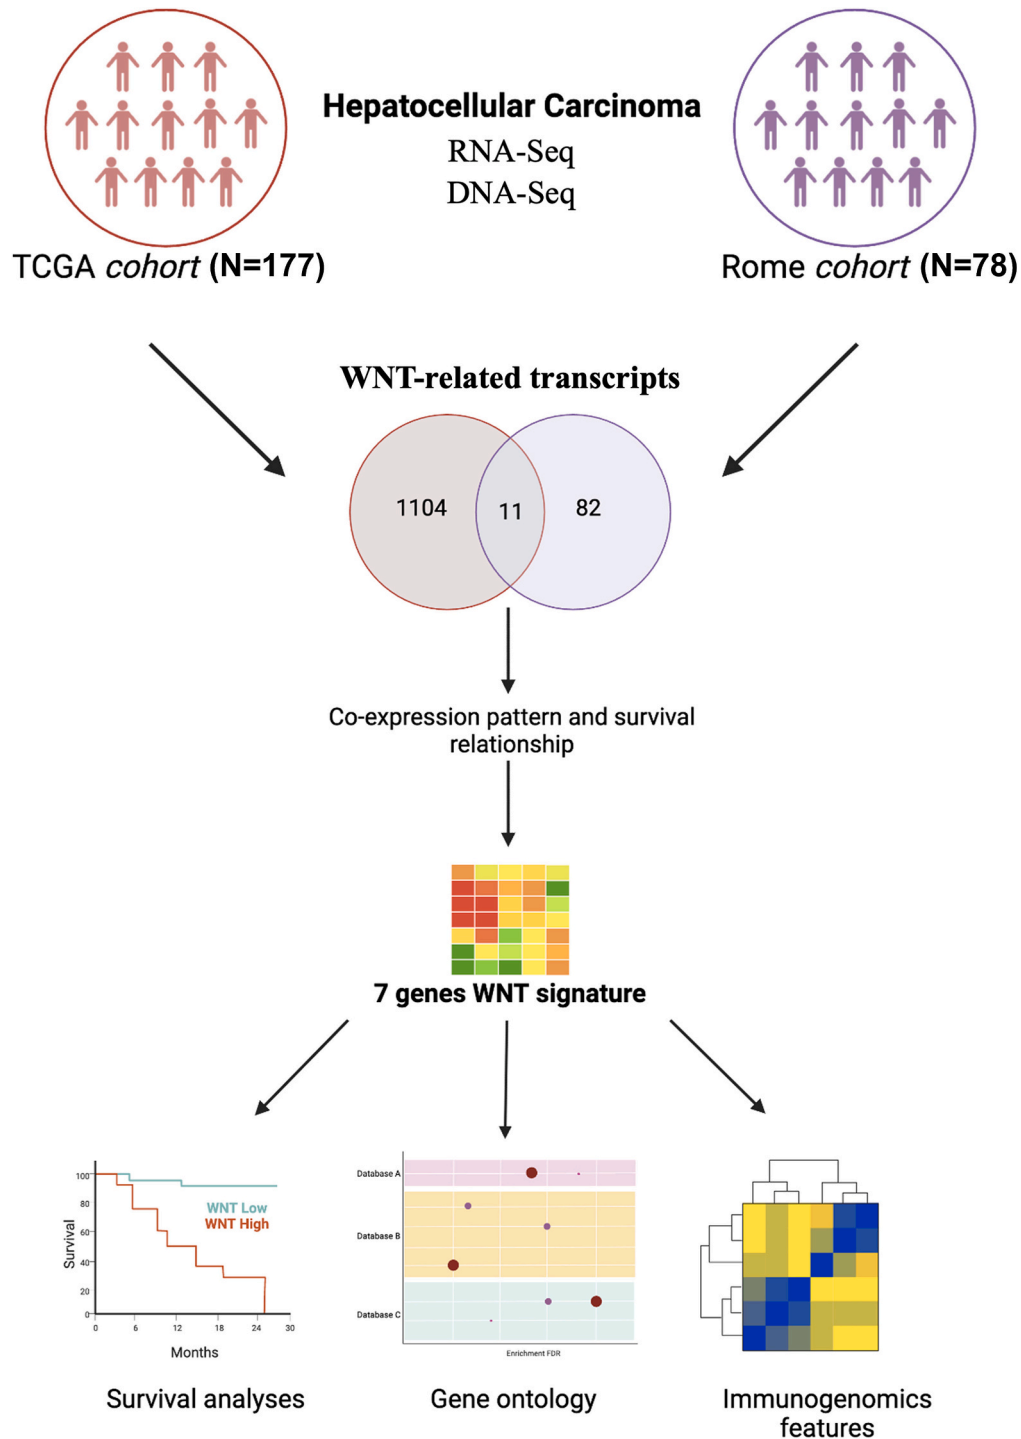 Hepatocellular Carcinoma
RNA-Seq
DNA-Seq
TCGA cohort (N=177)
Rome cohort (N=78)
WNT-related transcripts
1104
11
82
Co-expression pattern and survival
relationship
7 genes WNT signature
100
80
60
40
20
0
Survival
WNT Low
WNT High
0
6
12
18
24
30
Months
Survival analyses
Database A
Database B
Database C
Enrichment FDR
Gene ontology
Immunogenomics
features